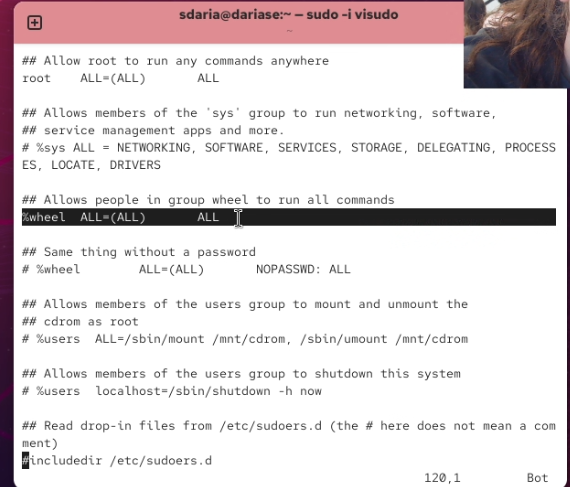 sdaria@dariase:~ — sudo -i visudo
~
## Allow root to run any commands anywhere
root    ALL=(ALL)       ALL
## Allows members of the `sys` group to run networking, software,
## service management apps and more.
# %sys ALL = NETWORKING, SOFTWARE, SERVICES, STORAGE, DELEGATING, PROCESS
ES, LOCATE, DRIVERS
## Allows people in group wheel to run all commands
%wheel  ALL=(ALL)       ALL
## Same thing without a password
# %wheel        ALL=(ALL)       NOPASSWD: ALL
## Allows members of the users group to mount and unmount the
## cdrom as root
# %users  ALL=/sbin/mount /mnt/cdrom, /sbin/umount /mnt/cdrom
## Allows members of the users group to shutdown this system
# %users  localhost=/sbin/shutdown -h now
## Read drop-in files from /etc/sudoers.d (the # here does not mean a com
ment)
#includedir /etc/sudoers.d
120,1         Bot